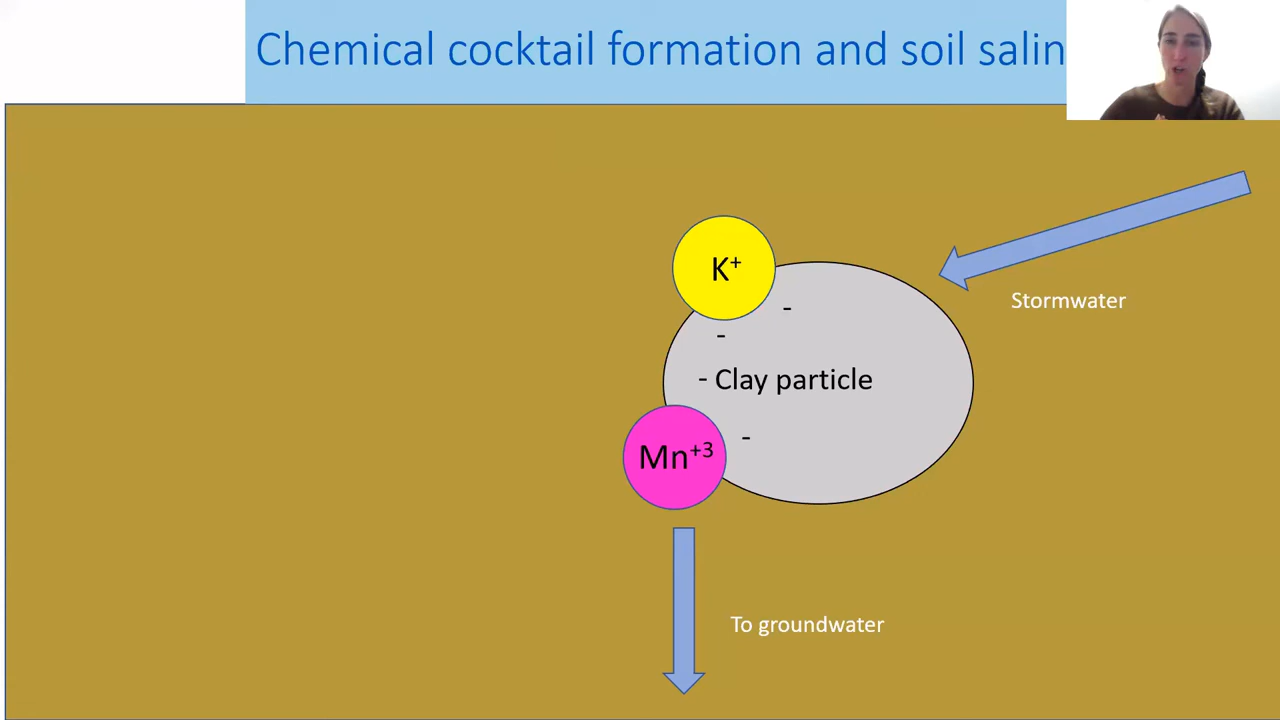 Chemical cocktail formation and soil salin
K+
-
Stormwater
-
- Clay particle
-
Mn+3
To groundwater